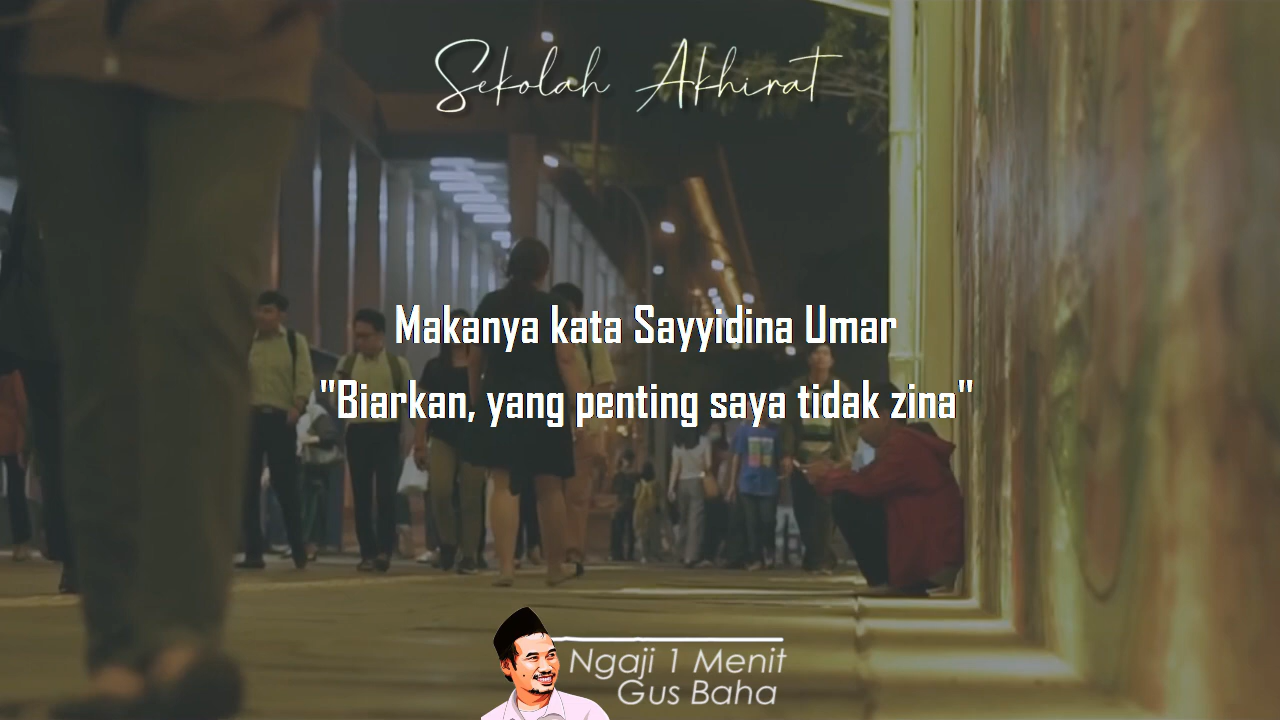 Sekolah Akhirat
Makanya kata Sayyidina Umar
"Biarkan, yang penting saya tidak zina"
Ngaji 1 Menit
Gus Baha